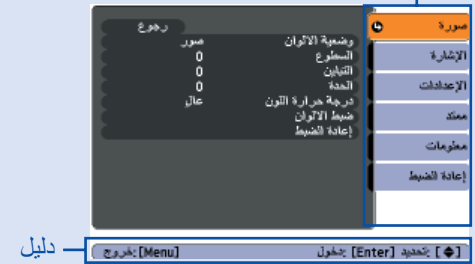 صورة
الإشارة
الإعدادات
ممتد
معلومات
إعادة الضبط
رجوع
وضعية الألوان صور
السطوع 0
التباين 0
الحدة 0
درجة حرارة اللون عال
ضبط الألوان
إعادة الضبط
[Menu]:خروج [Enter]:دخول [♦]:تحديد
دليل